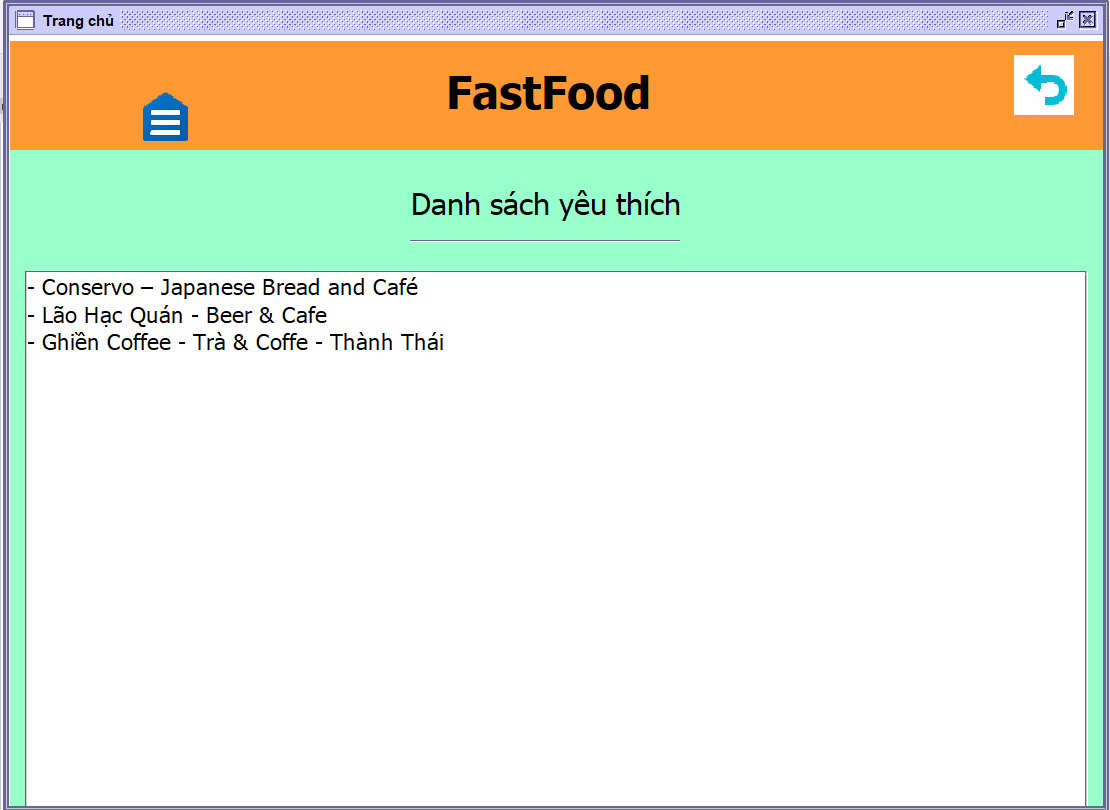 Trang chủ
FastFood
Danh sách yêu thích
- Conservo – Japanese Bread and Café
- Lão Hạc Quán - Beer & Cafe
- Ghiền Coffee - Trà & Coffe - Thành Thái